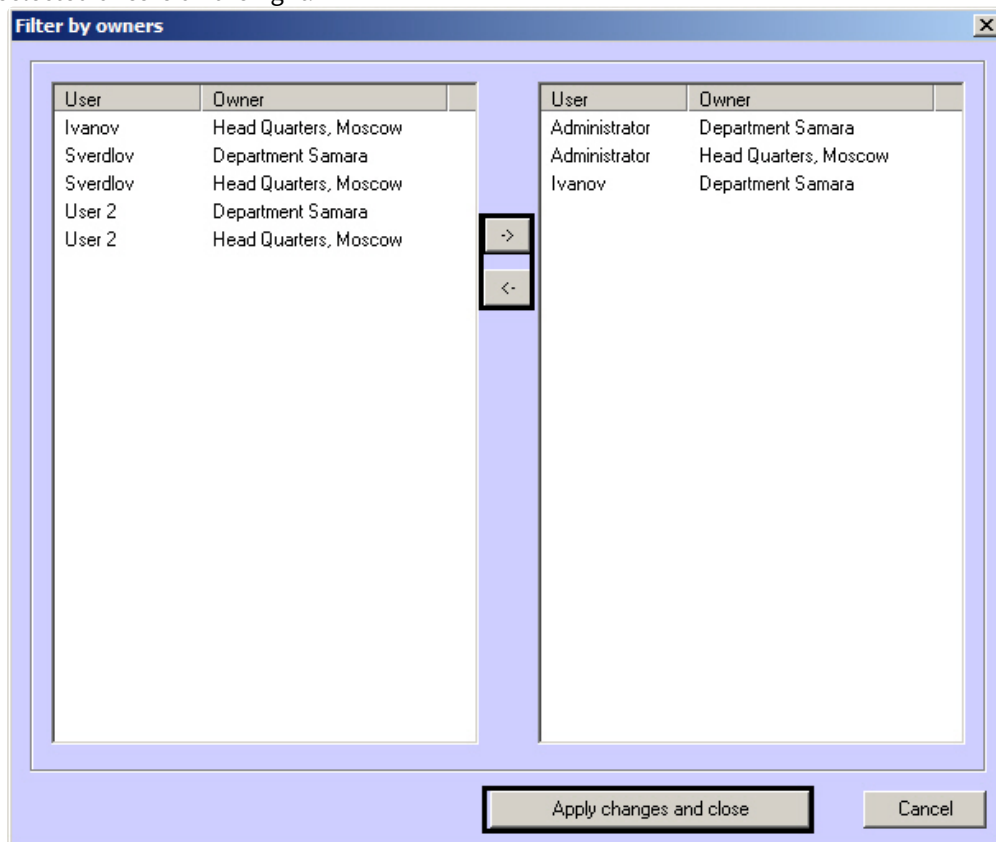 Filter by owners
User Owner
Ivanov Head Quarters, Moscow
Sverdlov Department Samara
Sverdlov Head Quarters, Moscow
User 2 Department Samara
User 2 Head Quarters, Moscow
->
<-
User Owner
Administrator Department Samara
Administrator Head Quarters, Moscow
Ivanov Department Samara
Apply changes and close
Cancel